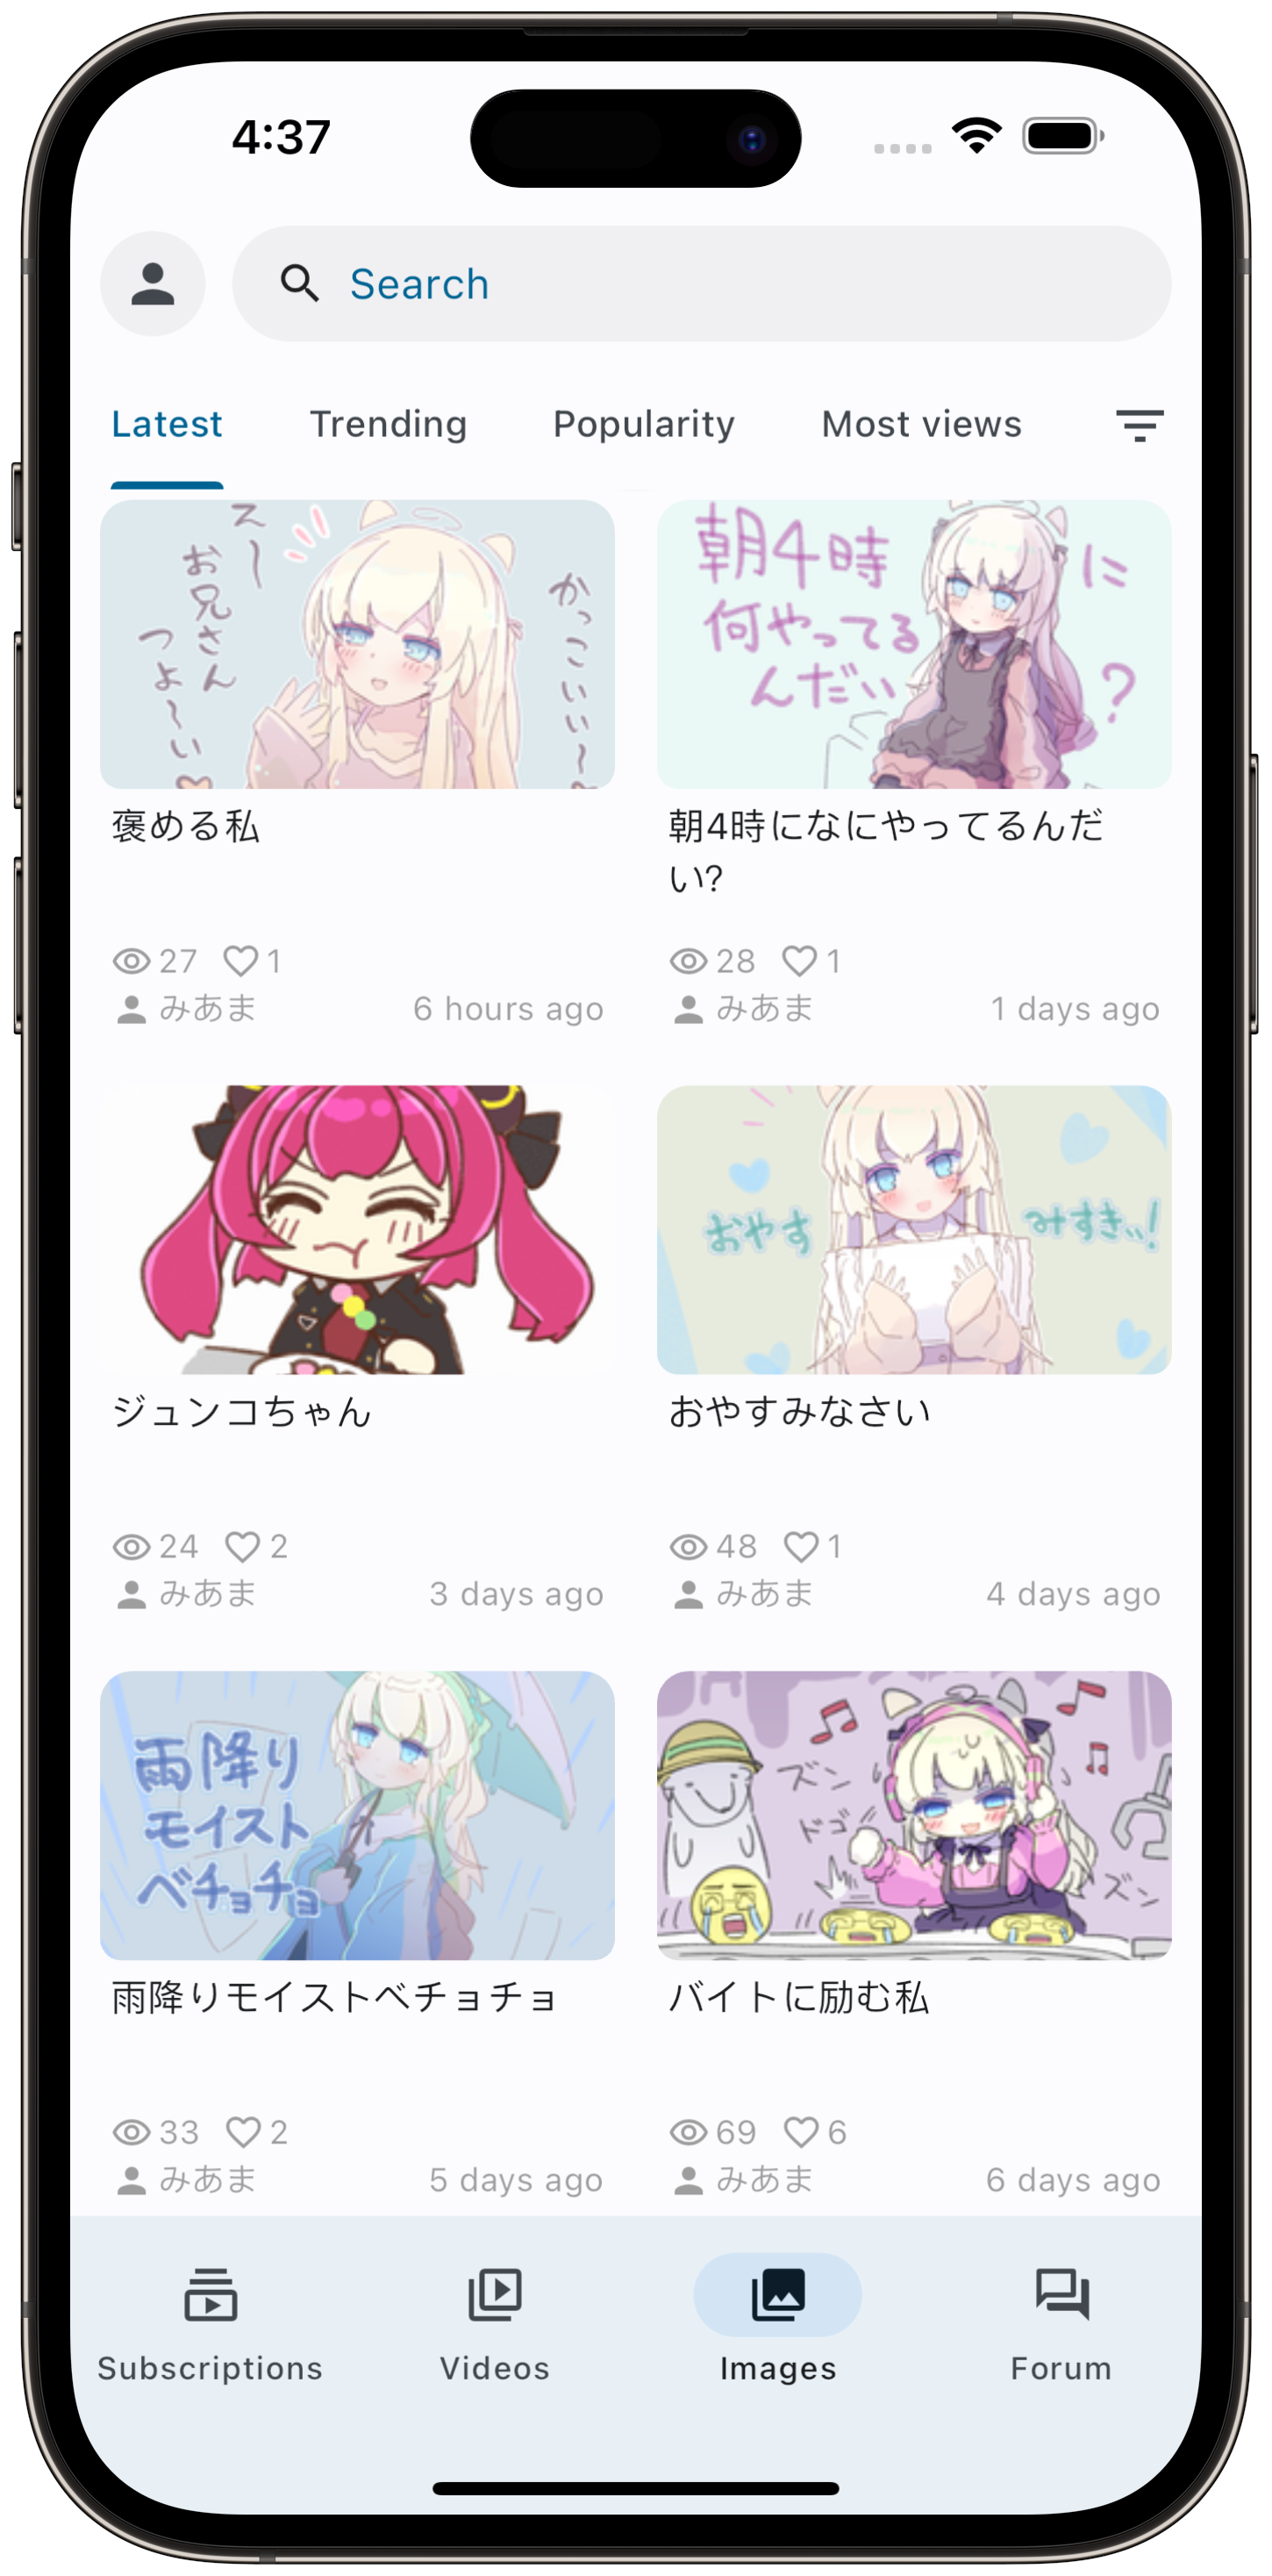 4:37
Search
Latest
Trending
Popularity
Most views
かっこいい〜
ス〜
お兄さん
つよ〜い
朝4時に
何やってる
んだい?
褒める私
朝4時になにやってるんだ
い?
27 1
みあま 6 hours ago
28 1
みあま 1 days ago
おやす
みすきぃ!
ジュンコちゃん
おやすみなさい
24 2
みあま 3 days ago
48 1
みあま 4 days ago
雨降り
モイスト
ベチョチョ
ズン
ドゴ
ズン
雨降りモイストベチョチョ
バイトに励む私
33 2
みあま 5 days ago
69 6
みあま 6 days ago
Subscriptions
Videos
Images
Forum